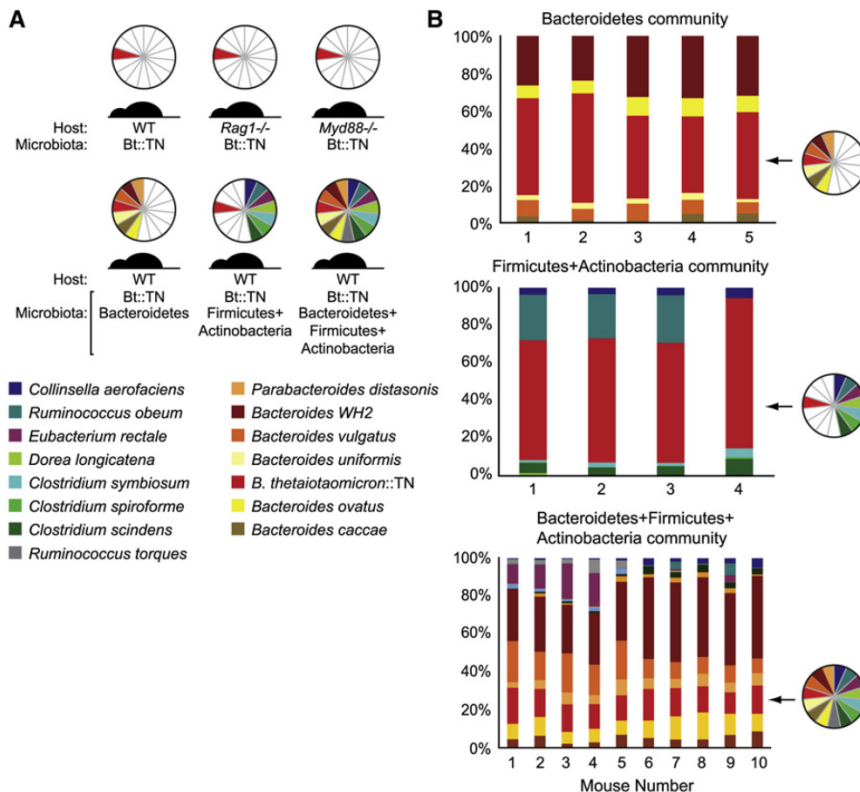 A
Host: WT Rag1-/- Myd88-/-
Microbiota: Bt::TN Bt::TN Bt::TN
Host: WT WT WT
Microbiota: Bt::TN Bacteroidetes Bt::TN Firmicutes+ Actinobacteria Bt::TN Bacteroidetes+ Firmicutes+ Actinobacteria
Collinsella aerofaciens
Ruminococcus obeum
Eubacterium rectale
Dorea longicatena
Clostridium symbiosum
Clostridium spiroforme
Clostridium scindens
Ruminococcus torques
Parabacteroides distasonis
Bacteroides WH2
Bacteroides vulgatus
Bacteroides uniformis
B. thetaiotaomicron::TN
Bacteroides ovatus
Bacteroides caccae
B
Bacteroidetes community
100%
80%
60%
40%
20%
0%
1 2 3 4 5
Firmicutes+Actinobacteria community
100%
80%
60%
40%
20%
0%
1 2 3 4
Bacteroidetes+Firmicutes+
Actinobacteria community
100%
80%
60%
40%
20%
0%
1 2 3 4 5 6 7 8 9 10
Mouse Number